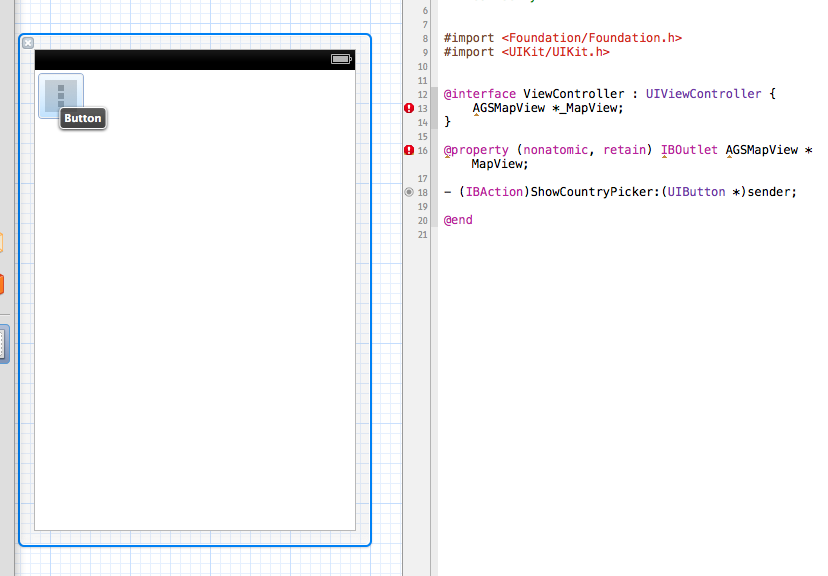 Button
6
7
8 #import <Foundation/Foundation.h>
9 #import <UIKit/UIKit.h>
10
11
12 @interface ViewController : UIViewController {
13 AGSMapView *_MapView;
14 }
15
16 @property (nonatomic, retain) IBOutlet AGSMapView *
MapView;
17
18 - (IBAction)ShowCountryPicker:(UIButton *)sender;
19
20 @end
21